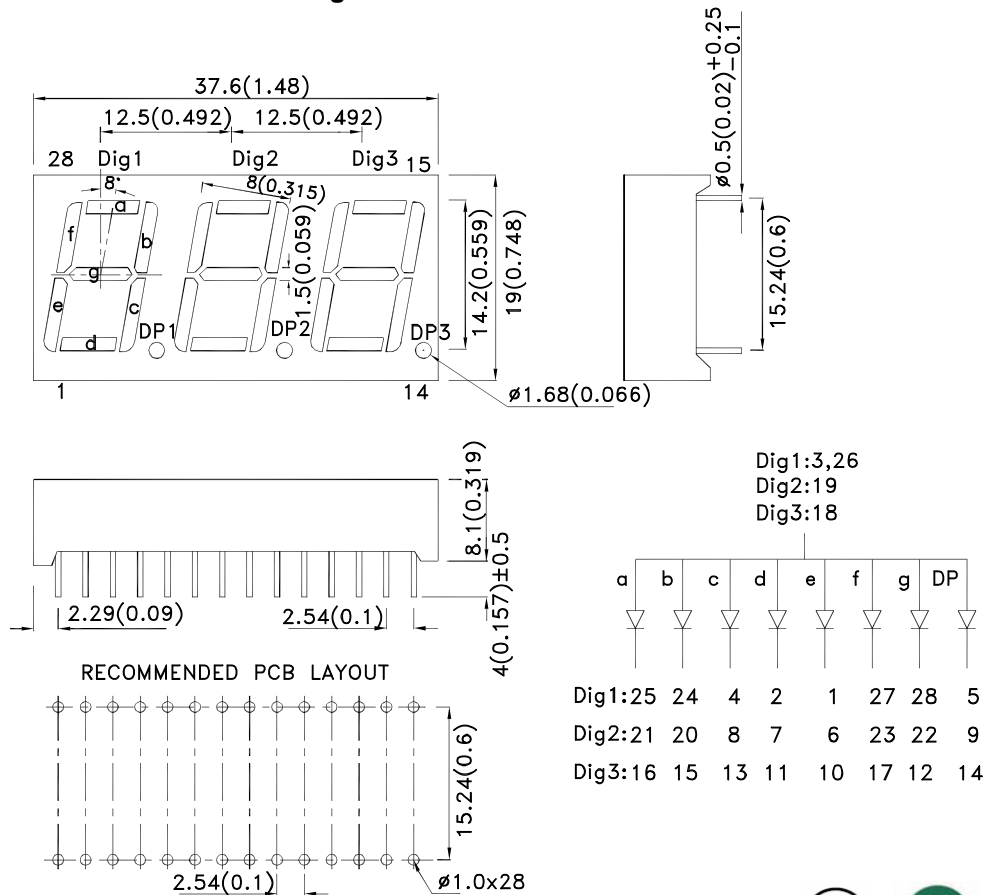 37.6(1.48)
12.5(0.492) 12.5(0.492)
28 Dig1 Dig2 Dig3 15
8°
8(0.315)
a
f
b
g
e
c
d
DP1
DP2
DP3
1.5(0.059)
14.2(0.559)
19(0.748)
1 14
ø1.68(0.066)
ø0.5(0.02)+0.25
-0.1
15.24(0.6)
8.1(0.319)
4(0.157)±0.5
2.29(0.09) 2.54(0.1)
RECOMMENDED PCB LAYOUT
15.24(0.6)
2.54(0.1)
ø1.0x28
Dig1:3,26
Dig2:19
Dig3:18
a b c d e f g DP
Dig1:25 24 4 2 1 27 28 5
Dig2:21 20 8 7 6 23 22 9
Dig3:16 15 13 11 10 17 12 14